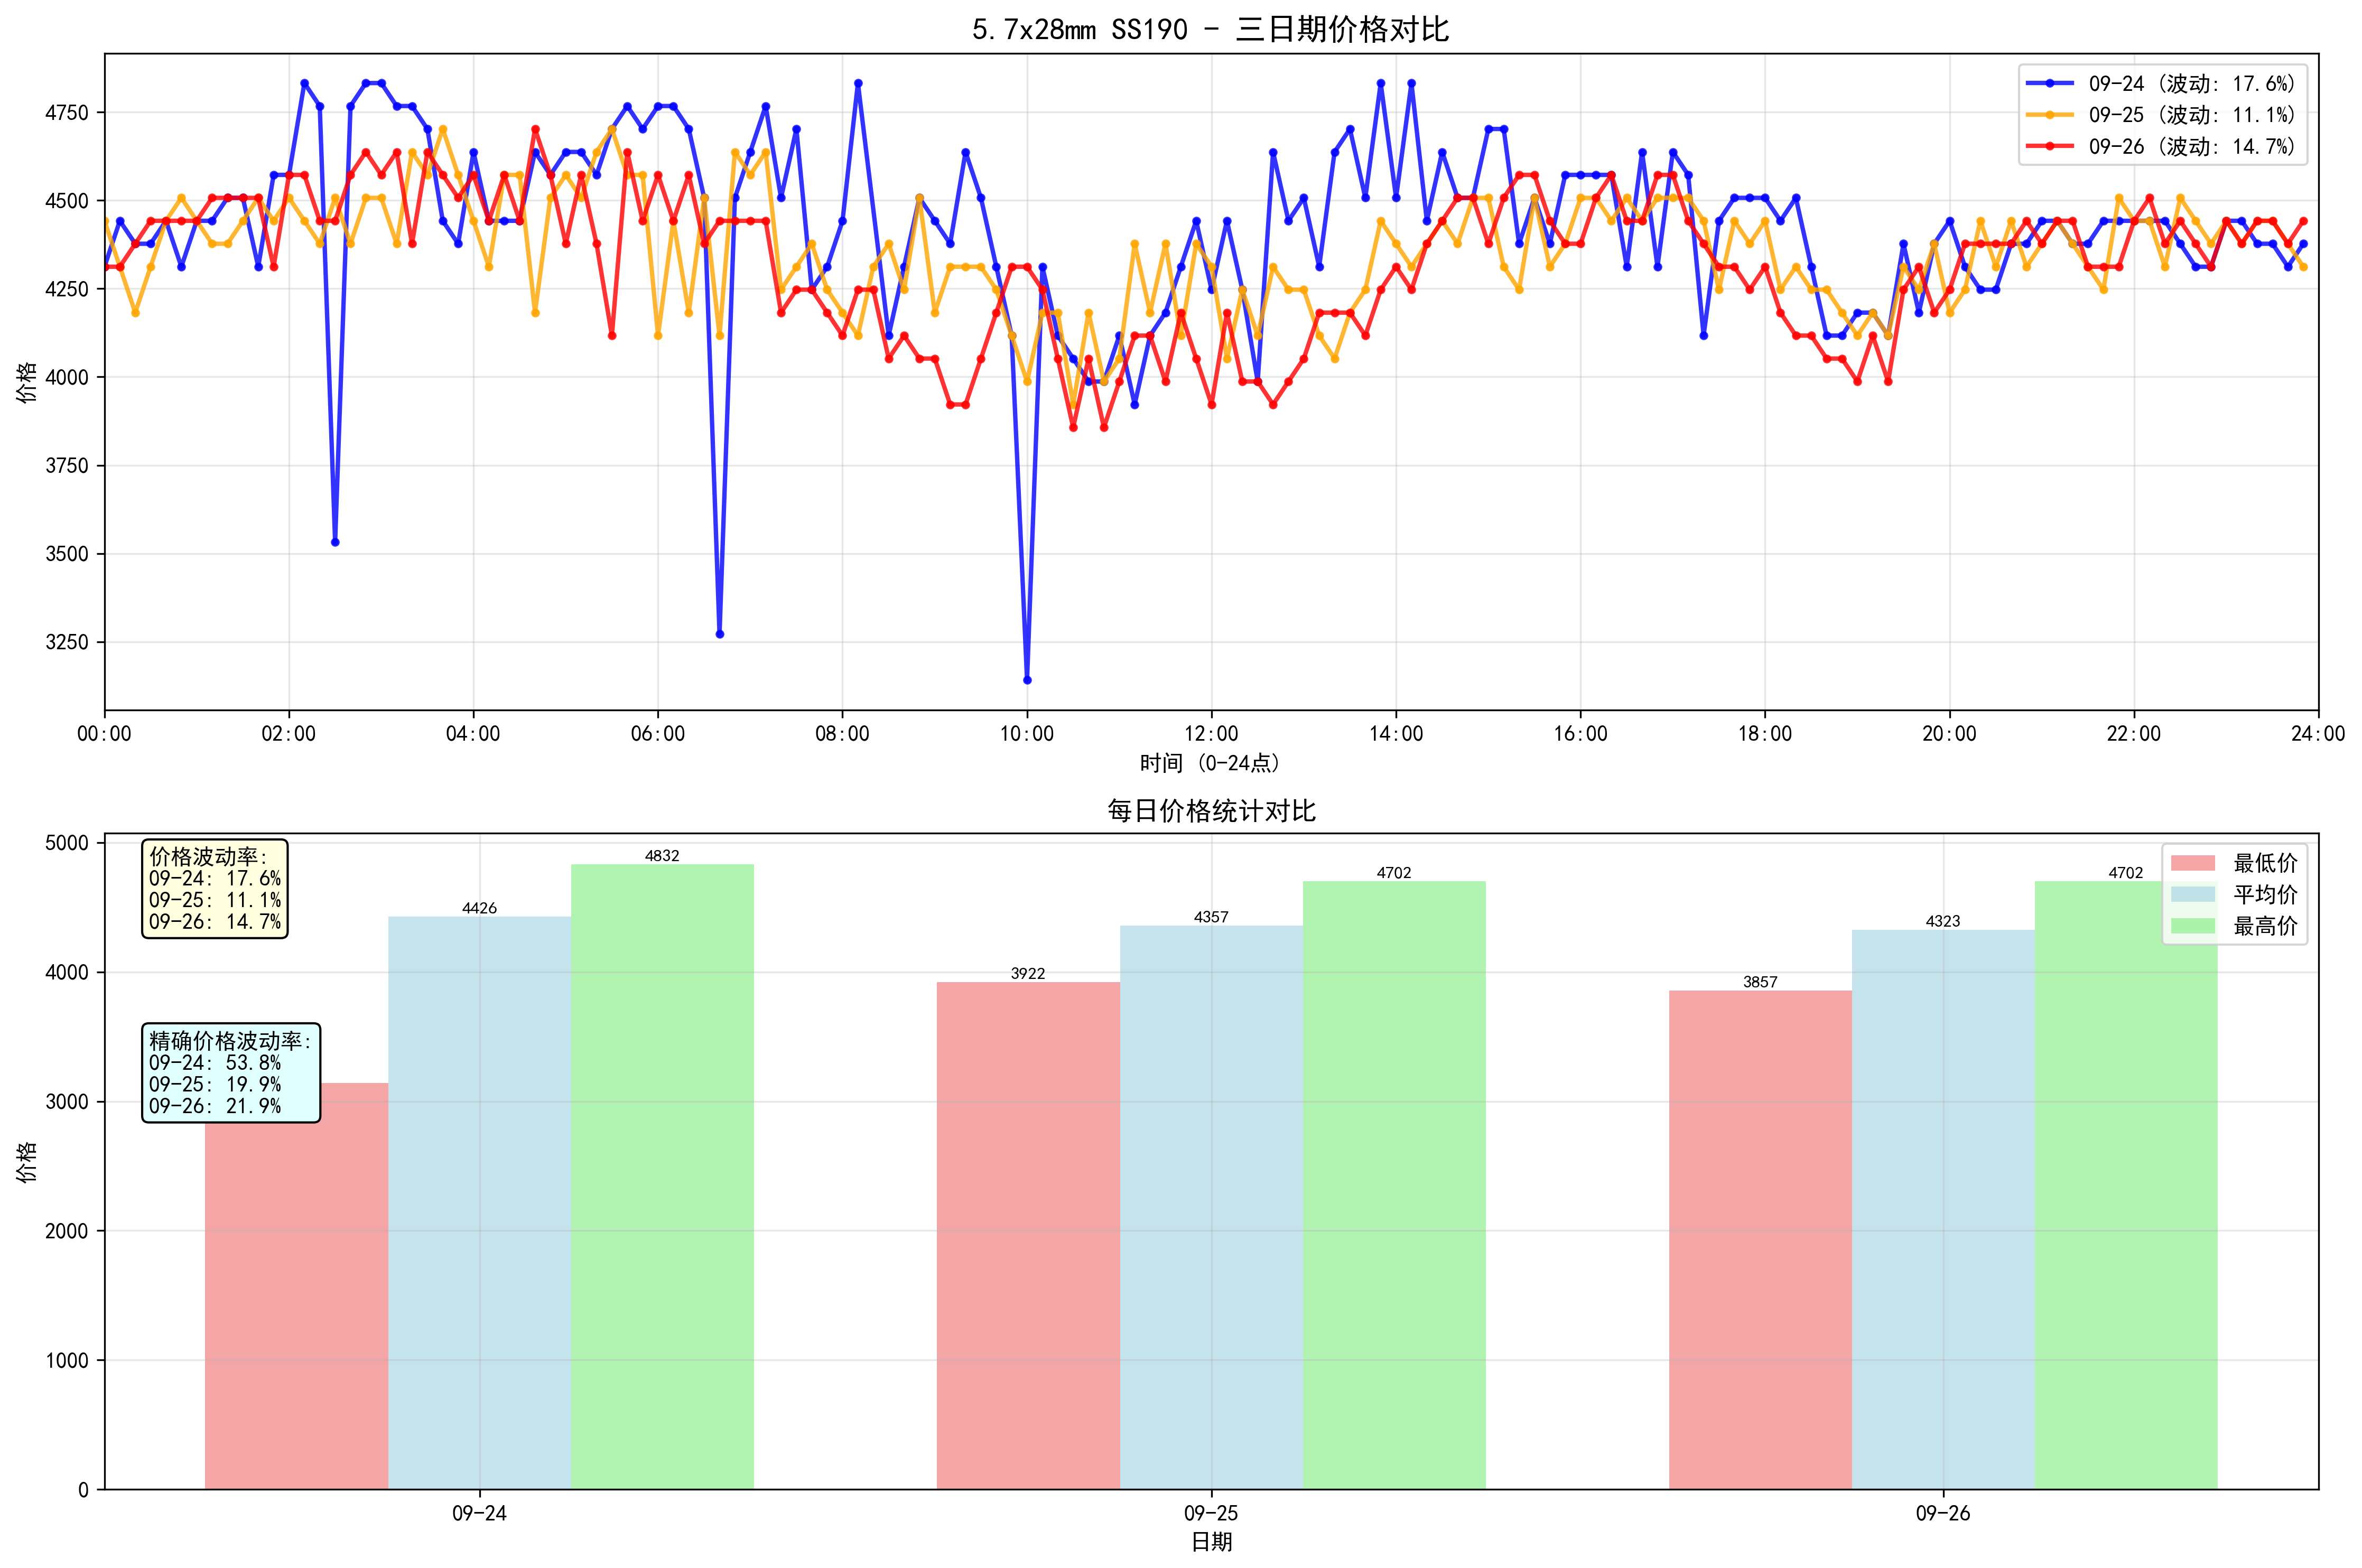 5.7x28mm SS190 - 三日期价格对比
09-24 (波动: 17.6%)
09-25 (波动: 11.1%)
09-26 (波动: 14.7%)
价格
4750
4500
4250
4000
3750
3500
3250
00:00 02:00 04:00 06:00 08:00 10:00 12:00 14:00 16:00 18:00 20:00 22:00 24:00
时间 (0-24点)
每日价格统计对比
价格波动率:
09-24: 17.6%
09-25: 11.1%
09-26: 14.7%
精确价格波动率:
09-24: 53.8%
09-25: 19.9%
09-26: 21.9%
最低价
平均价
最高价
4426
4832
3922
4357
4702
3857
4323
4702
价格
5000
4000
3000
2000
1000
0
09-24 09-25 09-26
日期